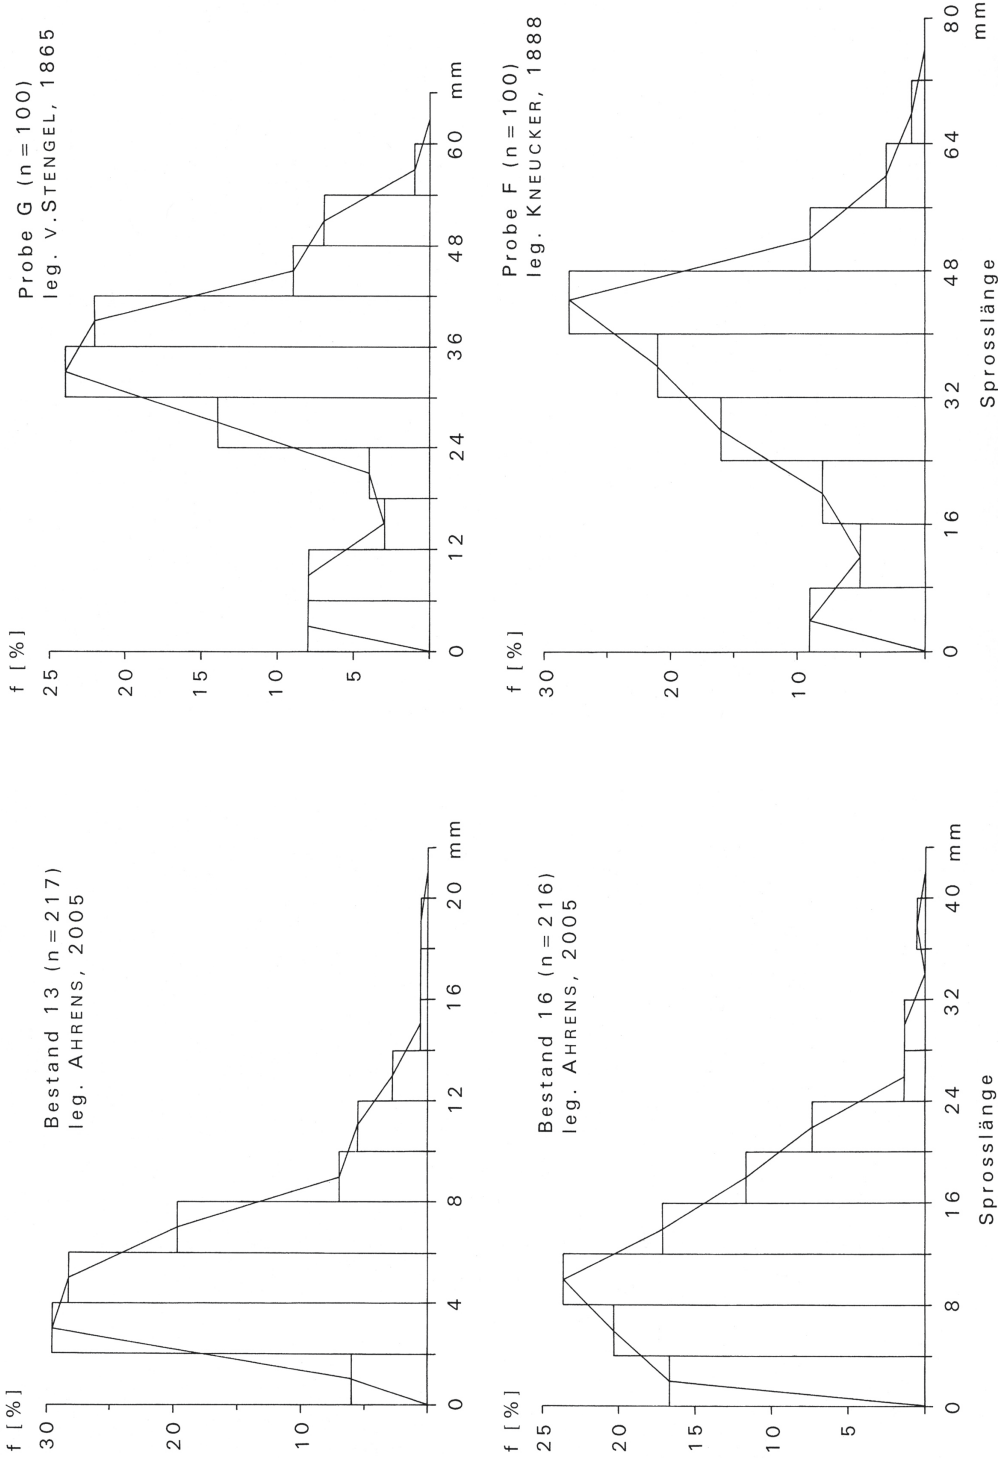 Bestand 13 (n=217)
leg. AHRENS, 2005
f [%]
30
20
10
0 4 8 12 16 20 mm
Probe G (n=100)
leg. v.STENGEL, 1865
f [%]
25
20
15
10
5
0 12 24 36 48 60 mm
Bestand 16 (n=216)
leg. AHRENS, 2005
f [%]
25
20
10
5
0 8 16 24 32 40 mm
Sprosslänge
Probe F (n=100)
leg. KNEUCKER, 1888
f [%]
30
20
10
0 16 32 48 64 80
mm
Sprosslänge